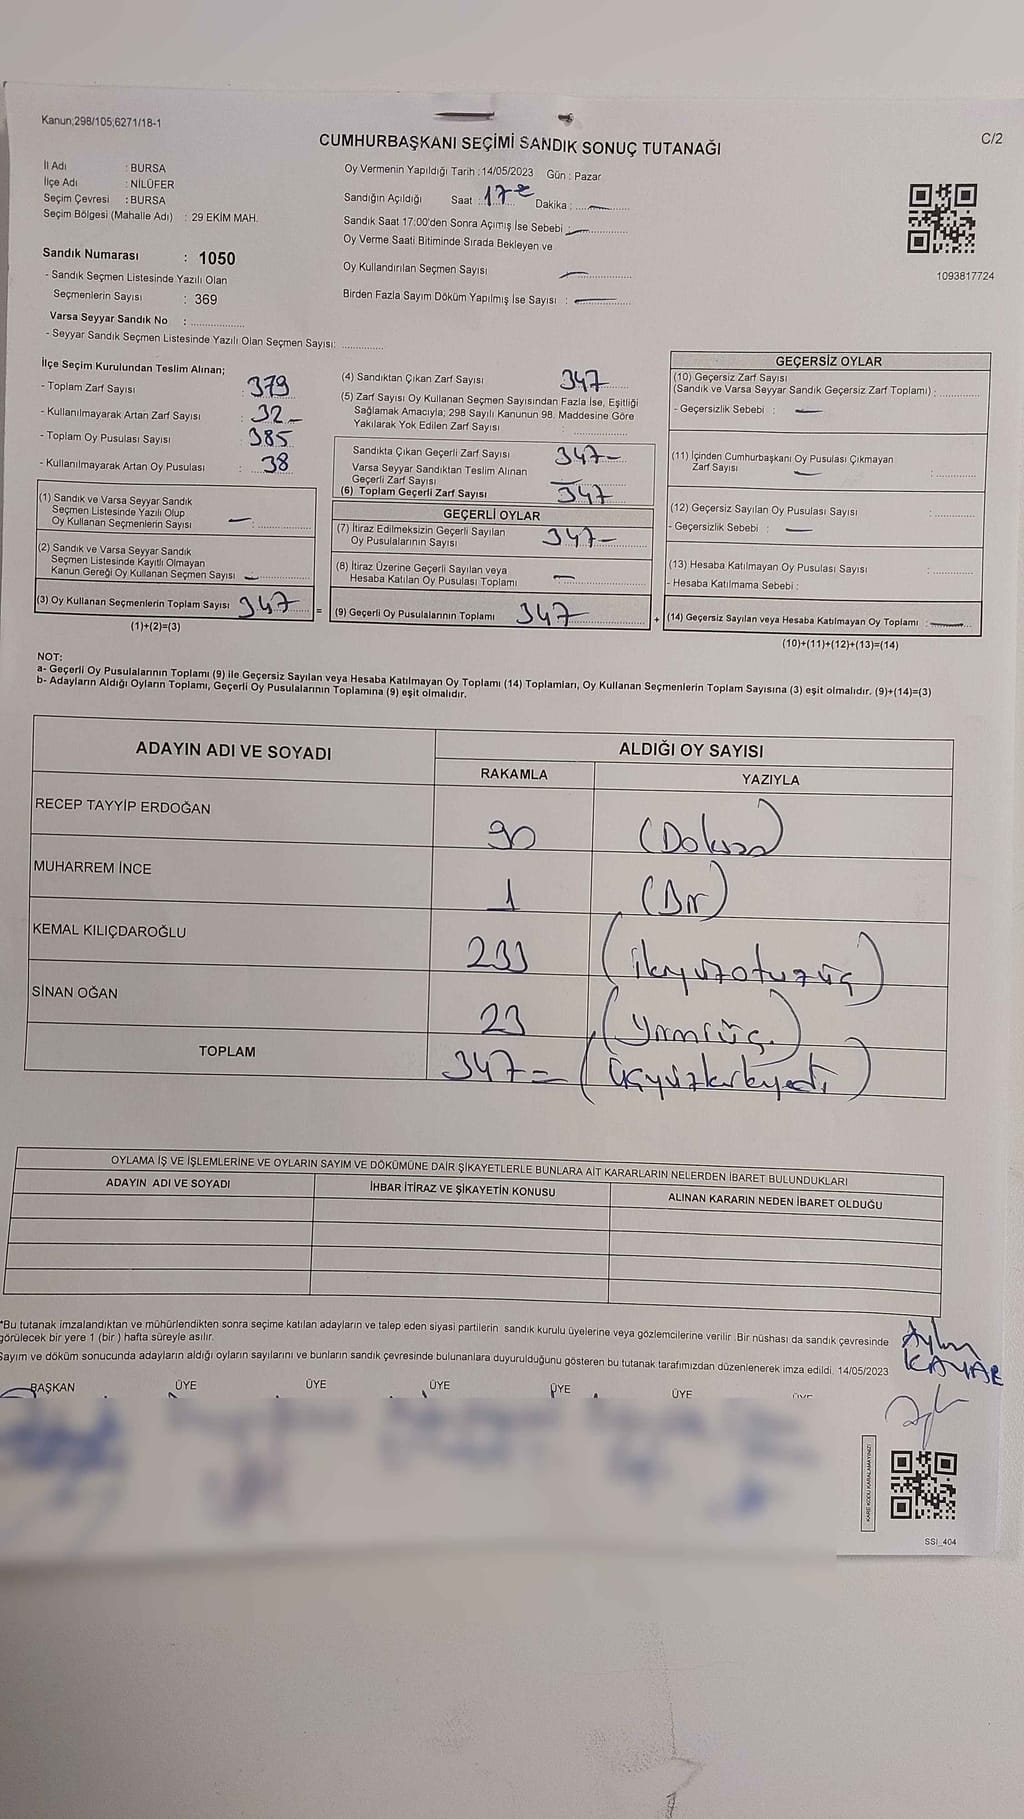 Kanun;298/105;6271/18-1
C/2
CUMHURBAŞKANI SEÇİMİ SANDIK SONUÇ TUTANAĞI
İl Adı : BURSA
İlçe Adı : NİLÜFER
Seçim Çevresi : BURSA
Seçim Bölgesi (Mahalle Adı) : 29 EKİM MAH.
Sandık Numarası : 1050
- Sandık Seçmen Listesinde Yazılı Olan
Seçmenlerin Sayısı : 369
Varsa Seyyar Sandık No : ..................
- Seyyar Sandık Seçmen Listesinde Yazılı Olan Seçmen Sayısı: ..............
Oy Vermenin Yapıldığı Tarih : 14/05/2023 Gün : Pazar
Sandığın Açıldığı Saat : 17 Dakika : —
Sandık Saat 17:00'den Sonra Açımış İse Sebebi : —
Oy Verme Saati Bitiminde Sırada Bekleyen ve
Oy Kullandırılan Seçmen Sayısı —
Birden Fazla Sayım Döküm Yapılmış İse Sayısı : —
1093817724
İlçe Seçim Kurulundan Teslim Alınan;
- Toplam Zarf Sayısı : 379
- Kullanılmayarak Artan Zarf Sayısı : 32-
- Toplam Oy Pusulası Sayısı : 385
- Kullanılmayarak Artan Oy Pusulası : 38
(1) Sandık ve Varsa Seyyar Sandık
Seçmen Listesinde Yazılı Olup
Oy Kullanan Seçmenlerin Sayısı — :
(2) Sandık ve Varsa Seyyar Sandık
Seçmen Listesinde Kayıtlı Olmayan
Kanun Gereği Oy Kullanan Seçmen Sayısı : —
(3) Oy Kullanan Seçmenlerin Toplam Sayısı 347 =
(1)+(2)=(3)
(4) Sandıktan Çıkan Zarf Sayısı 347
(5) Zarf Sayısı Oy Kullanan Seçmen Sayısından Fazla İse, Eşitliği
Sağlamak Amacıyla; 298 Sayılı Kanunun 98. Maddesine Göre
Yakılarak Yok Edilen Zarf Sayısı :
Sandıkta Çıkan Geçerli Zarf Sayısı 347-
Varsa Seyyar Sandıktan Teslim Alınan
Geçerli Zarf Sayısı —
(6) Toplam Geçerli Zarf Sayısı 347
GEÇERLİ OYLAR
(7) İtiraz Edilmeksizin Geçerli Sayılan
Oy Pusulalarının Sayısı 347-
(8) İtiraz Üzerine Geçerli Sayılan veya
Hesaba Katılan Oy Pusulası Toplamı —
(9) Geçerli Oy Pusulalarının Toplamı 347 +
GEÇERSİZ OYLAR
(10) Geçersiz Zarf Sayısı
(Sandık ve Varsa Seyyar Sandık Geçersiz Zarf Toplamı) :
- Geçersizlik Sebebi : —
(11) İçinden Cumhurbaşkanı Oy Pusulası Çıkmayan
Zarf Sayısı — :
(12) Geçersiz Sayılan Oy Pusulası Sayısı :
- Geçersizlik Sebebi : —
(13) Hesaba Katılmayan Oy Pusulası Sayısı :
- Hesaba Katılmama Sebebi :
(14) Geçersiz Sayılan veya Hesaba Katılmayan Oy Toplamı : —
(10)+(11)+(12)+(13)=(14)
NOT:
a- Geçerli Oy Pusulalarının Toplamı (9) ile Geçersiz Sayılan veya Hesaba Katılmayan Oy Toplamı (14) Toplamları, Oy Kullanan Seçmenlerin Toplam Sayısına (3) eşit olmalıdır. (9)+(14)=(3)
b- Adayların Aldığı Oyların Toplamı, Geçerli Oy Pusulalarının Toplamına (9) eşit olmalıdır.
ADAYIN ADI VE SOYADI ALDIĞI OY SAYISI
RAKAMLA YAZIYLA
RECEP TAYYİP ERDOĞAN 90 (Doksan)
MUHARREM İNCE 1 (Bir)
KEMAL KILIÇDAROĞLU 233 (ikiyüzotuzüç)
SİNAN OĞAN 23 (yirmiüç.)
TOPLAM 347= (üçyüzkırkyedi)
OYLAMA İŞ VE İŞLEMLERİNE VE OYLARIN SAYIM VE DÖKÜMÜNE DAİR ŞİKAYETLERLE BUNLARA AİT KARARLARIN NELERDEN İBARET BULUNDUKLARI
ADAYIN ADI VE SOYADI İHBAR İTİRAZ VE ŞİKAYETİN KONUSU ALINAN KARARIN NEDEN İBARET OLDUĞU
*Bu tutanak imzalandıktan ve mühürlendikten sonra seçime katılan adayların ve talep eden siyasi partilerin sandık kurulu üyelerine veya gözlemcilerine verilir. Bir nüshası da sandık çevresinde
görülecek bir yere 1 (bir ) hafta süreyle asılır.
Sayım ve döküm sonucunda adayların aldığı oyların sayılarını ve bunların sandık çevresinde bulunanlara duyurulduğunu gösteren bu tutanak tarafımızdan düzenlenerek imza edildi. 14/05/2023
BAŞKAN ÜYE ÜYE ÜYE ÜYE ÜYE
KARE KODU KARALAMAYINIZ!
SSI_404